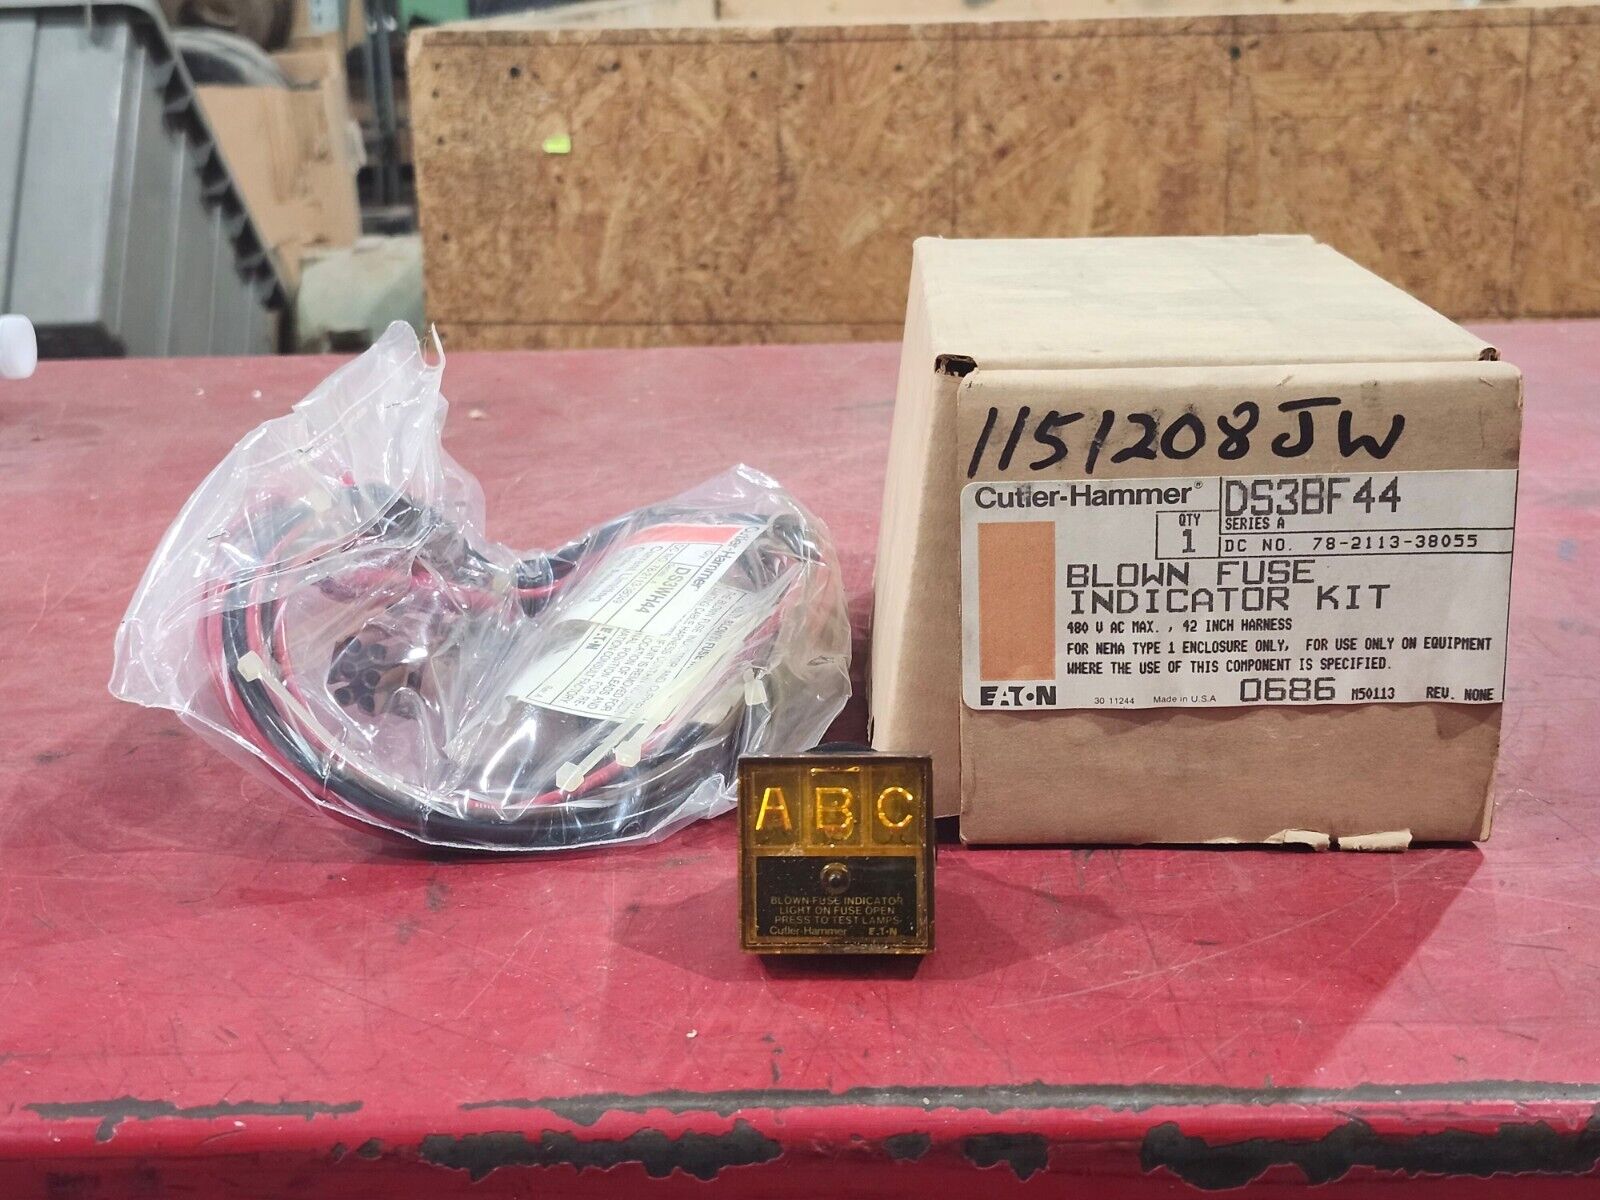 1151208JW
Cutler-Hammer®
DS3BF44
SERIES A
QTY
1
DC NO. 78-2113-38055
BLOWN FUSE
INDICATOR KIT
480 V AC MAX., 42 INCH HARNESS
FOR NEMA TYPE 1 ENCLOSURE ONLY, FOR USE ONLY ON EQUIPMENT
WHERE THE USE OF THIS COMPONENT IS SPECIFIED.
EATON
30 11244
Made in U.S.A
0686
M50113
REV. NONE
Cutler-Hammer
DS3WH44
E.T.N
A B C
BLOWN FUSE INDICATOR
LIGHT ON FUSE OPEN
PRESS TO TEST LAMPS
Cutler-Hammer E.T.N